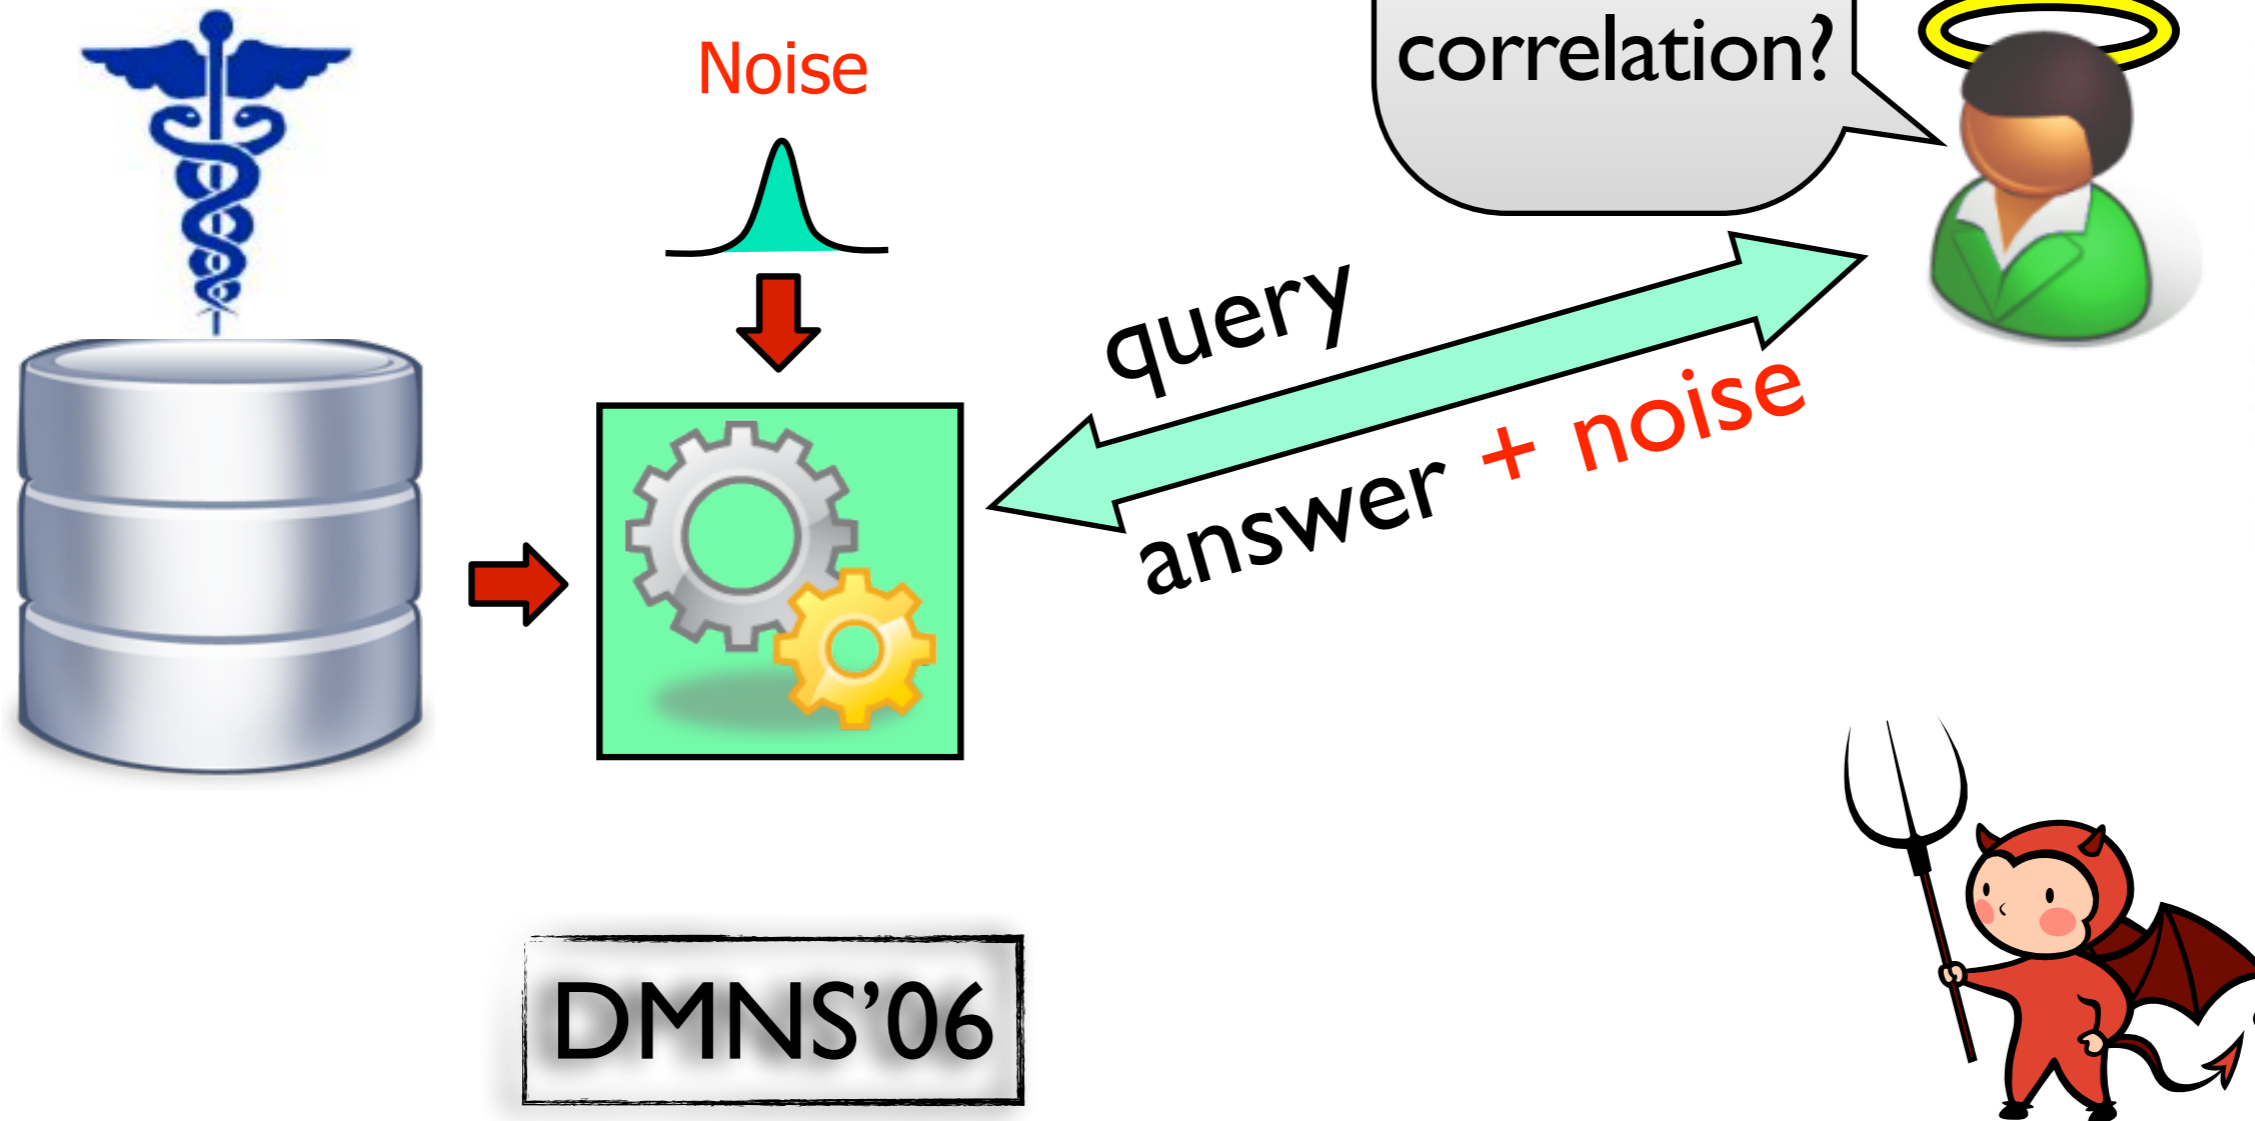 Noise
correlation?
query
answer + noise
DMNS’06